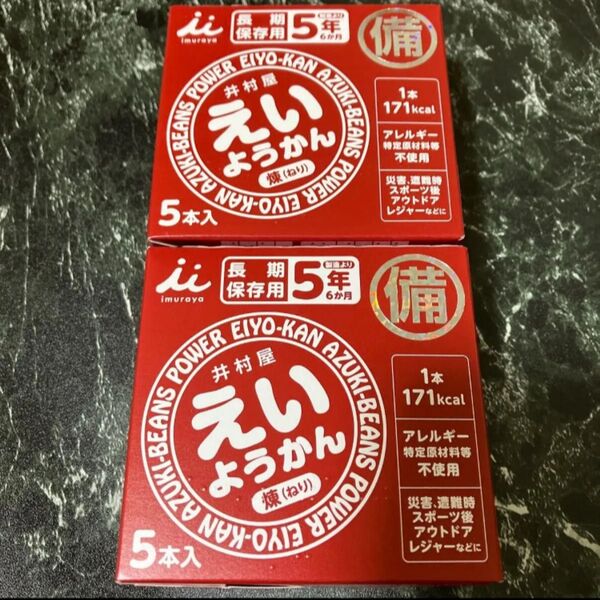 imuraya
長期
保存用
5年
製造より
6か月
備
AZUKI-BEANS POWER EIYO-KAN AZUKI-BEANS POWER EIYO-KAN
井村屋
えい
ようかん
煉(ねり)
5本入
1本
171kcal
アレルギー
特定原材料等
不使用
災害、遭難時
スポーツ後
アウトドア
レジャーなどに
imuraya
長期
保存用
5年
製造より
6か月
備
AZUKI-BEANS POWER EIYO-KAN AZUKI-BEANS POWER EIYO-KAN
井村屋
えい
ようかん
煉(ねり)
5本入
1本
171kcal
アレルギー
特定原材料等
不使用
災害、遭難時
スポーツ後
アウトドア
レジャーなどに